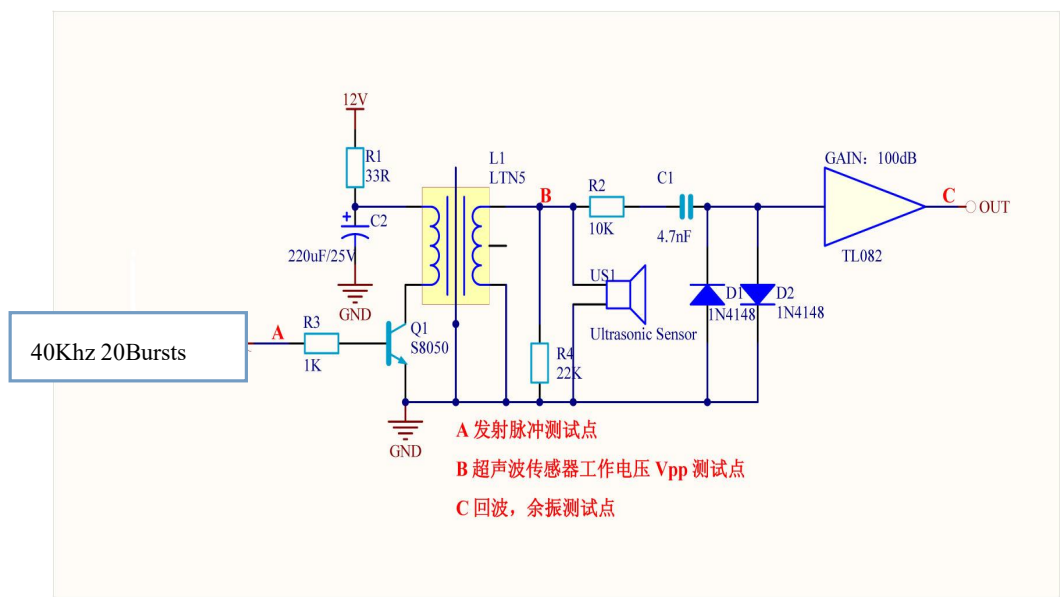 12V
R1
33R
C2
220uF/25V
GND
L1
LTN5
B
R2
10K
C1
4.7nF
GAIN：100dB
C
OUT
TL082
US1
Ultrasonic Sensor
D1
1N4148
D2
1N4148
40Khz 20Bursts
A
R3
1K
Q1
S8050
R4
22K
GND
A 发射脉冲测试点
B 超声波传感器工作电压 Vpp 测试点
C 回波，余振测试点